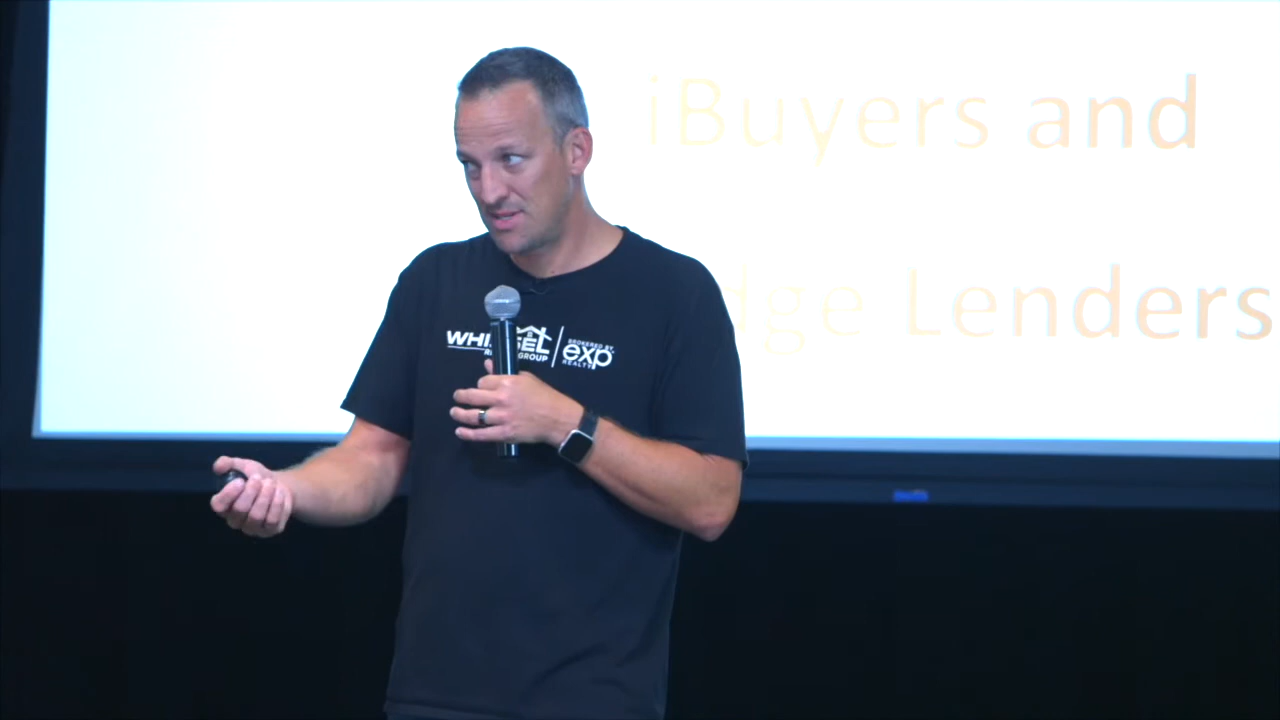 iBuyers and
dge Lenders
BROKERED BY
exp
REALTY
GROUP